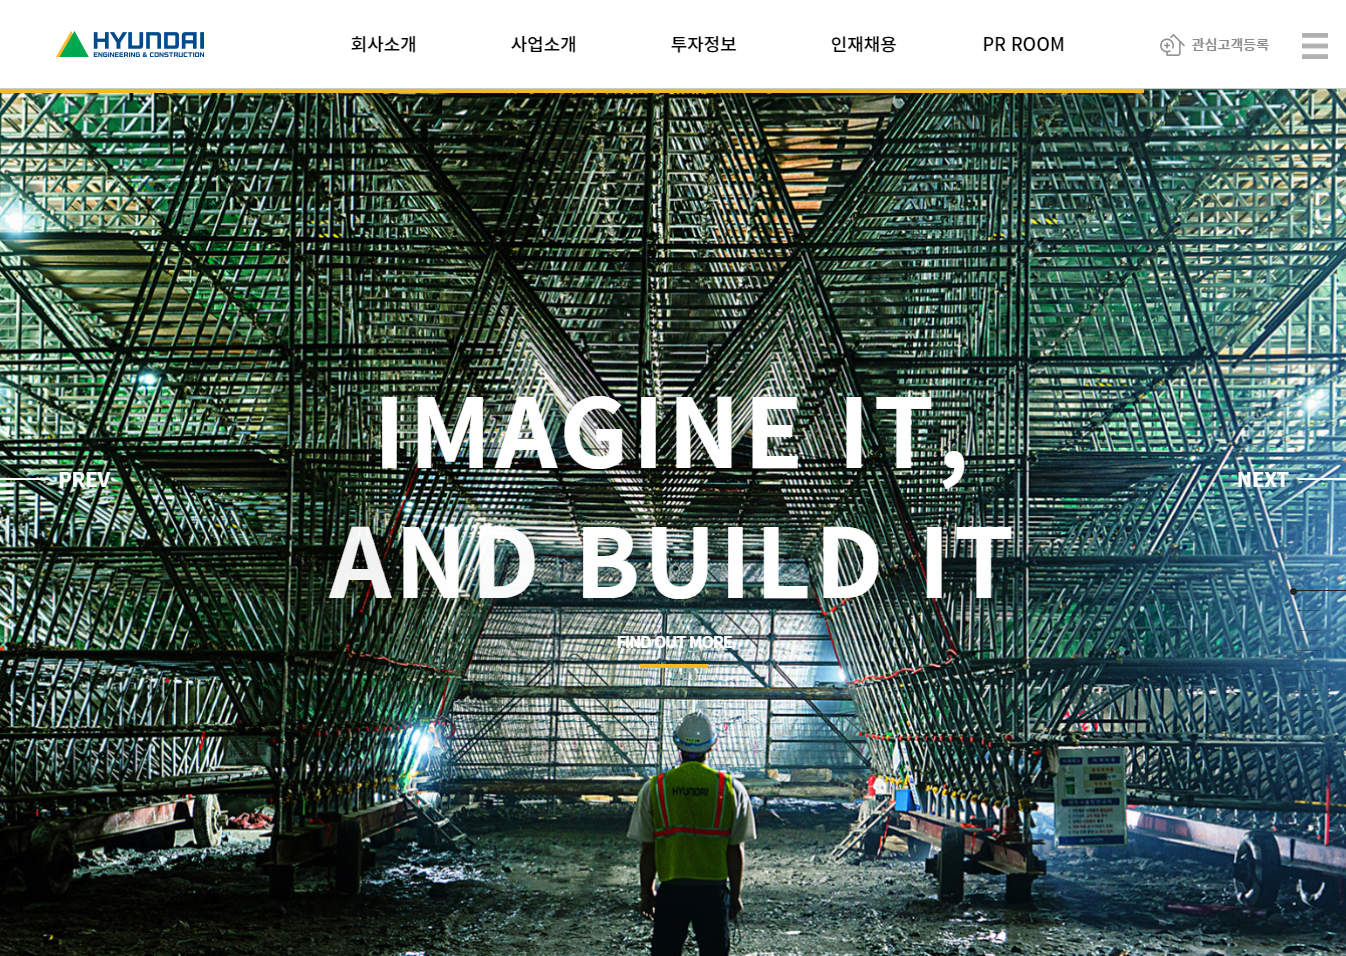 HYUNDAI
ENGINEERING & CONSTRUCTION
회사소개
사업소개
투자정보
인재채용
PR ROOM
관심고객등록
IMAGINE IT,
AND BUILD IT
PREV
NEXT
FIND OUT MORE
HYUNDAI